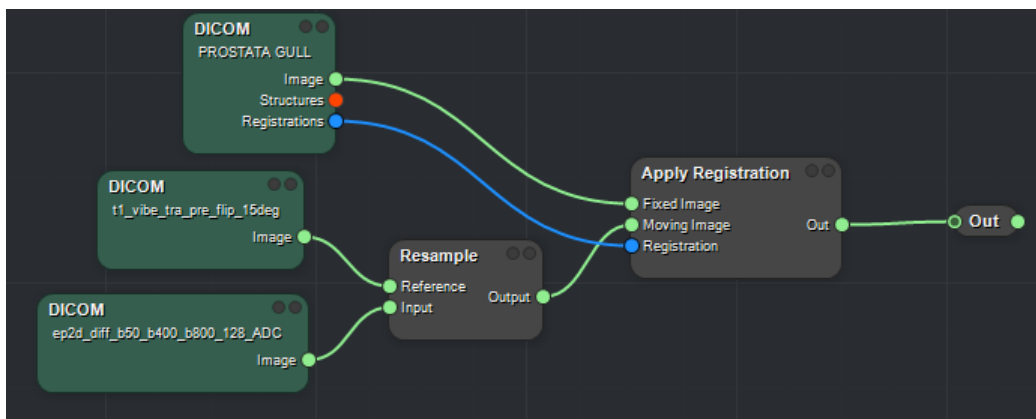 DICOM
PROSTATA GULL
Image
Structures
Registrations
DICOM
t1_vibe_tra_pre_flip_15deg
Image
DICOM
ep2d_diff_b50_b400_b800_128_ADC
Image
Resample
Reference
Input
Output
Apply Registration
Fixed Image
Moving Image
Registration
Out
Out